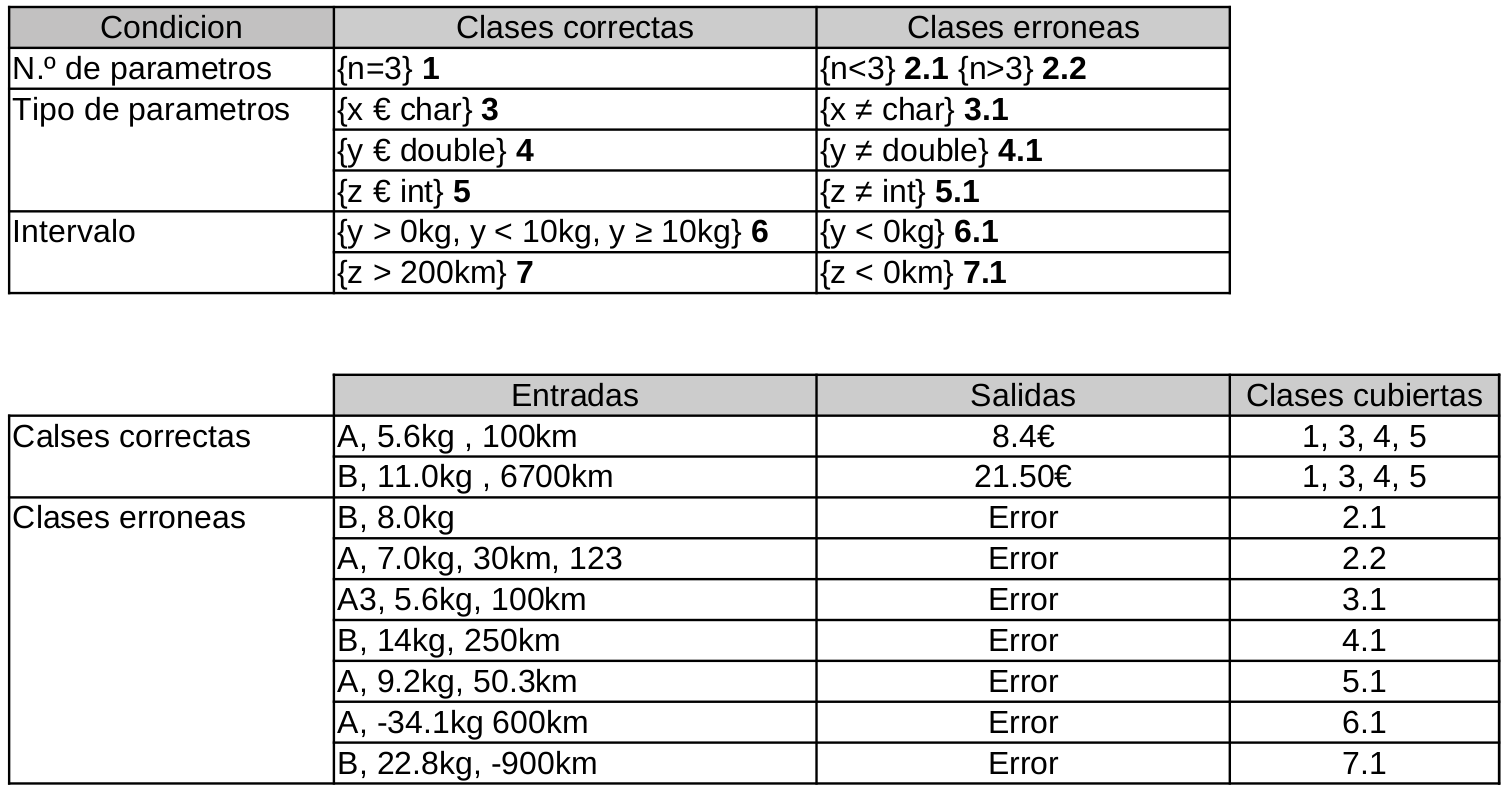 Condicion Clases correctas Clases erroneas
N.º de parametros {n=3} 1 {n<3} 2.1 {n>3} 2.2
Tipo de parametros {x € char} 3 {x ≠ char} 3.1
{y € double} 4 {y ≠ double} 4.1
{z € int} 5 {z ≠ int} 5.1
Intervalo {y > 0kg, y < 10kg, y ≥ 10kg} 6 {y < 0kg} 6.1
{z > 200km} 7 {z < 0km} 7.1
Entradas Salidas Clases cubiertas
Calses correctas A, 5.6kg , 100km 8.4€ 1, 3, 4, 5
B, 11.0kg , 6700km 21.50€ 1, 3, 4, 5
Clases erroneas B, 8.0kg Error 2.1
A, 7.0kg, 30km, 123 Error 2.2
A3, 5.6kg, 100km Error 3.1
B, 14kg, 250km Error 4.1
A, 9.2kg, 50.3km Error 5.1
A, -34.1kg 600km Error 6.1
B, 22.8kg, -900km Error 7.1